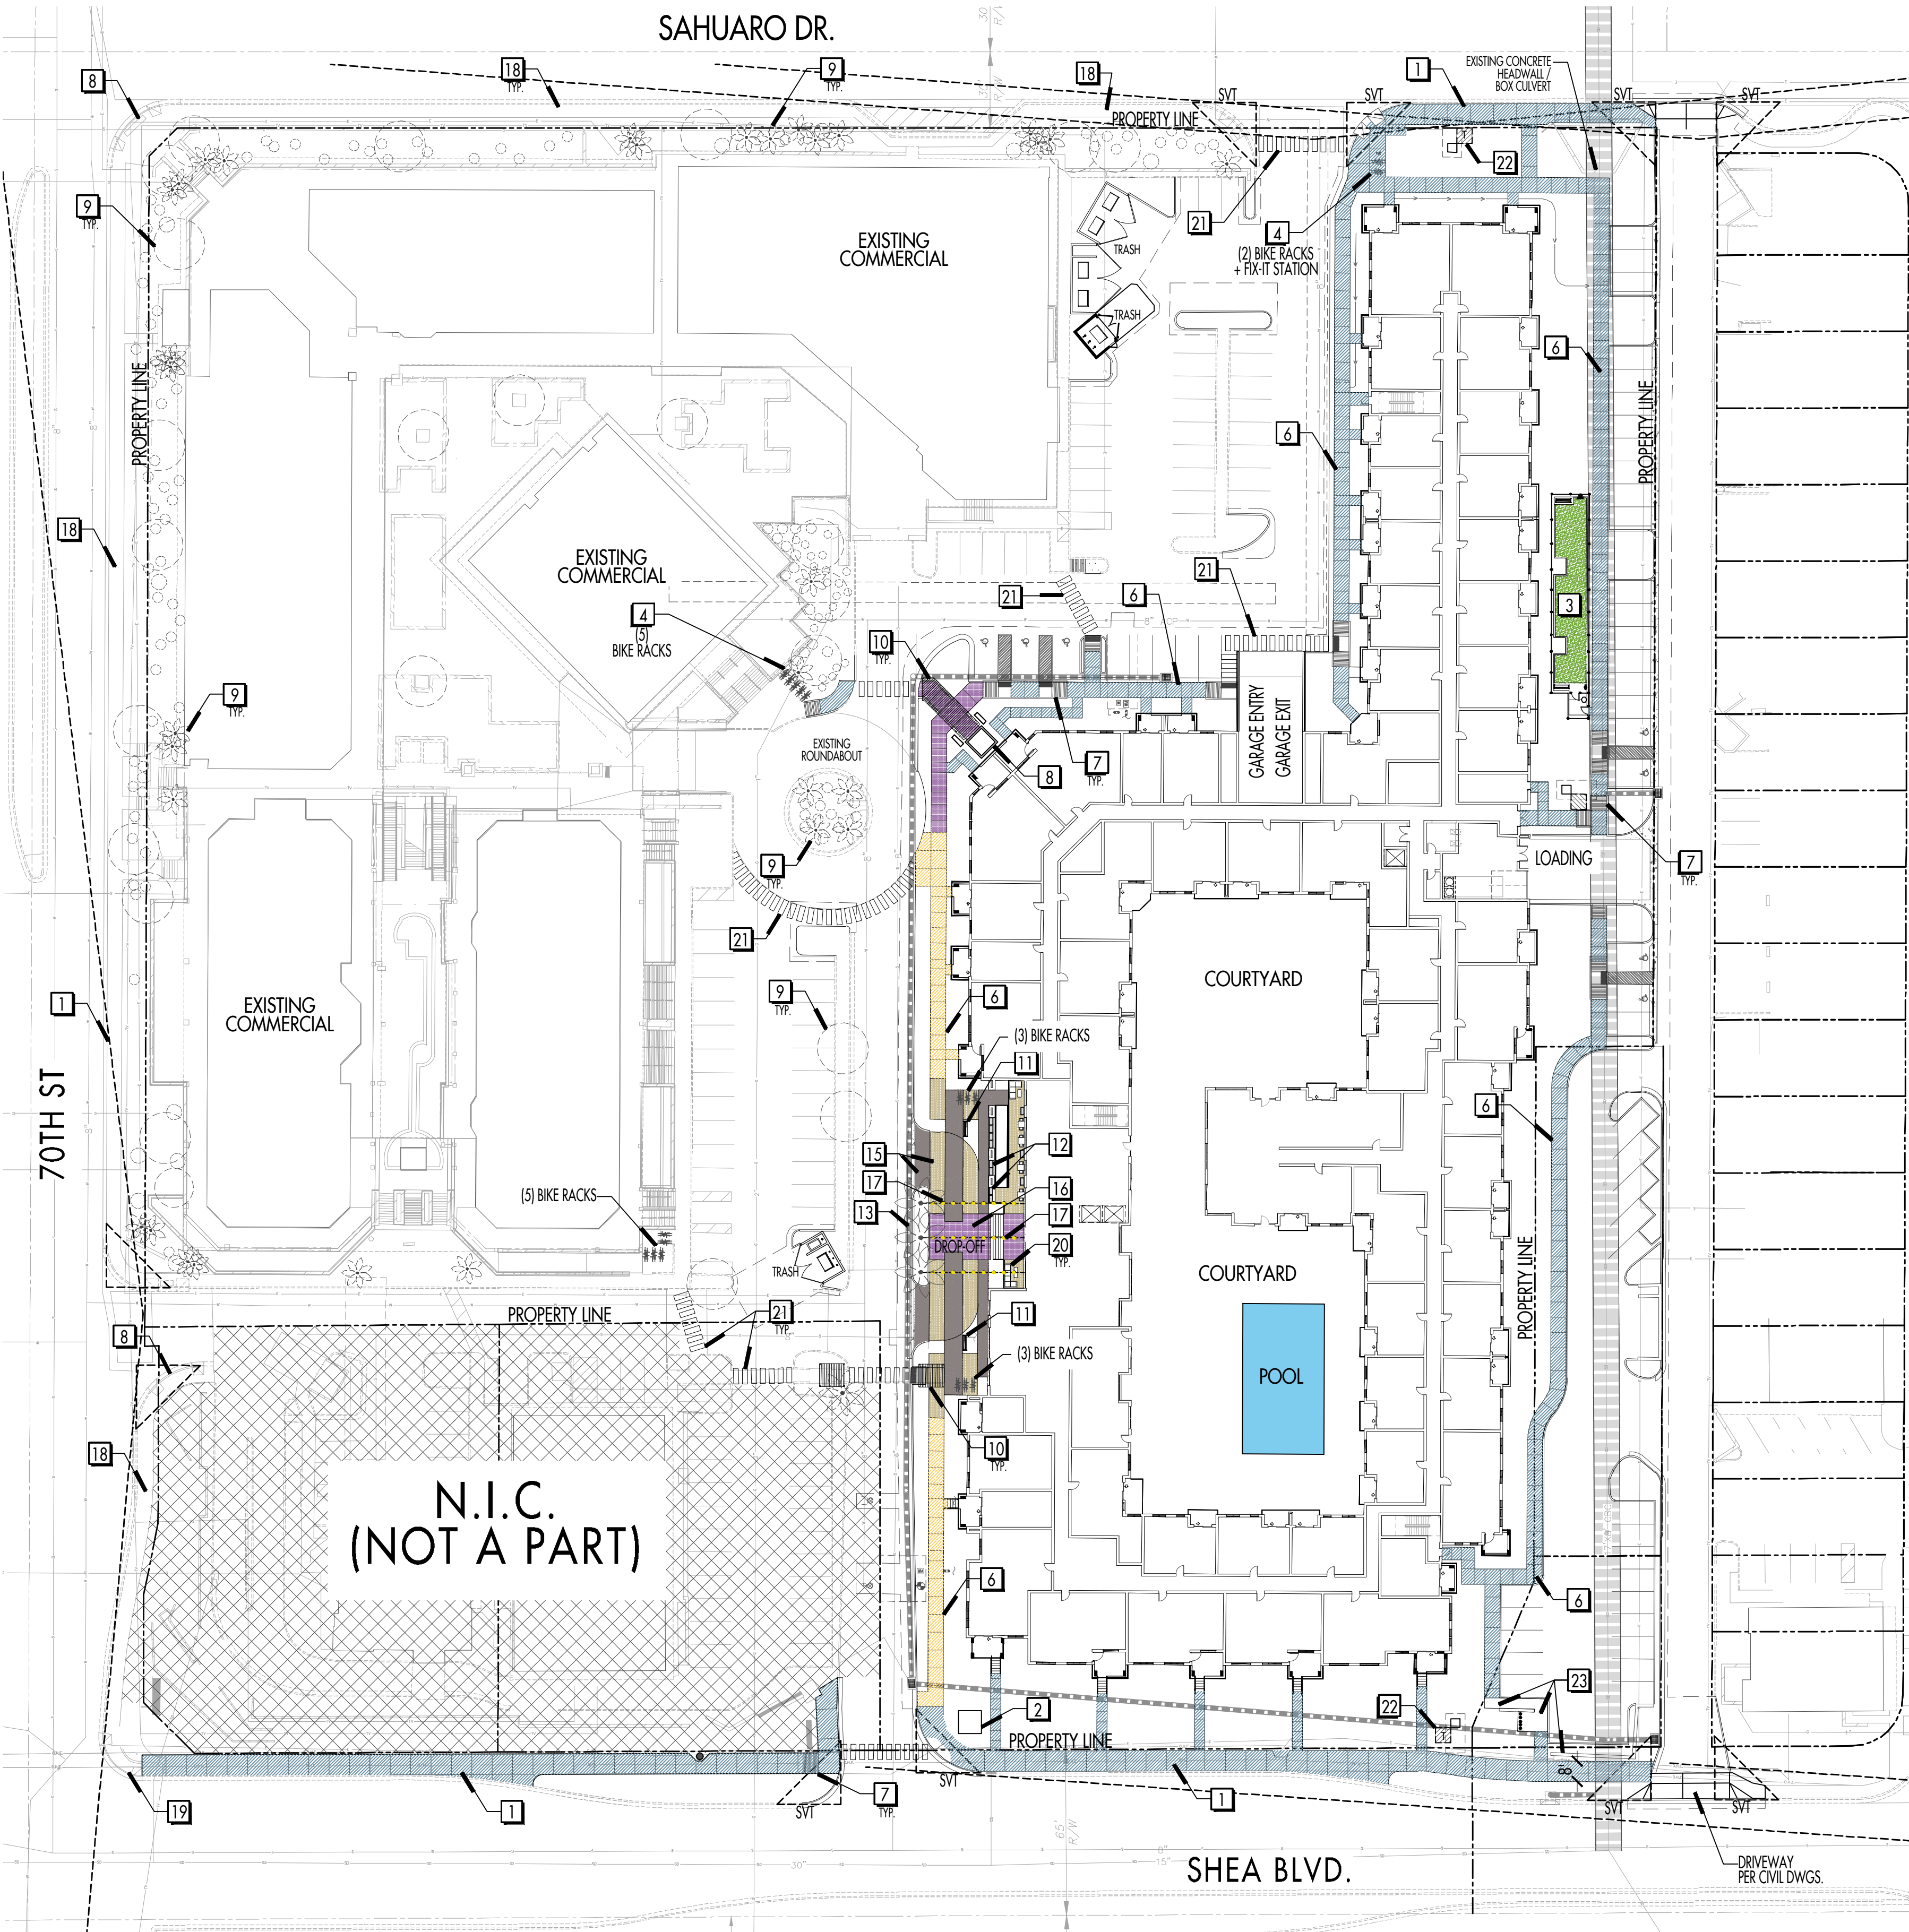 SAHUARO DR.
30'
R/W
8
18
TYP.
9
TYP.
18
1
EXISTING CONCRETE
HEADWALL /
BOX CULVERT
SVT
SVT
SVT
SVT
PROPERTY LINE
22
9
TYP.
21
4
(2) BIKE RACKS
+ FIX-IT STATION
EXISTING
COMMERCIAL
TRASH
TRASH
6
PROPERTY LINE
PROPERTY LINE
6
18
EXISTING
COMMERCIAL
21
21
6
3
4
(5)
BIKE RACKS
10
TYP.
9
TYP.
GARAGE ENTRY
GARAGE EXIT
EXISTING
ROUNDABOUT
8
7
TYP.
9
TYP.
LOADING
7
TYP.
21
COURTYARD
9
TYP.
6
1
EXISTING
COMMERCIAL
(3) BIKE RACKS
11
70TH ST
6
15
12
17
16
(5) BIKE RACKS
13
17
DROP-OFF
20
TYP.
TRASH
COURTYARD
PROPERTY LINE
PROPERTY LINE
21
TYP.
11
8
(3) BIKE RACKS
POOL
18
10
TYP.
N.I.C.
(NOT A PART)
6
6
23
2
22
PROPERTY LINE
8'
SVT
19
1
7
TYP.
1
SVT
SVT
SVT
65'
R/W
8"
30"
15"
SHEA BLVD.
DRIVEWAY
PER CIVIL DWGS.